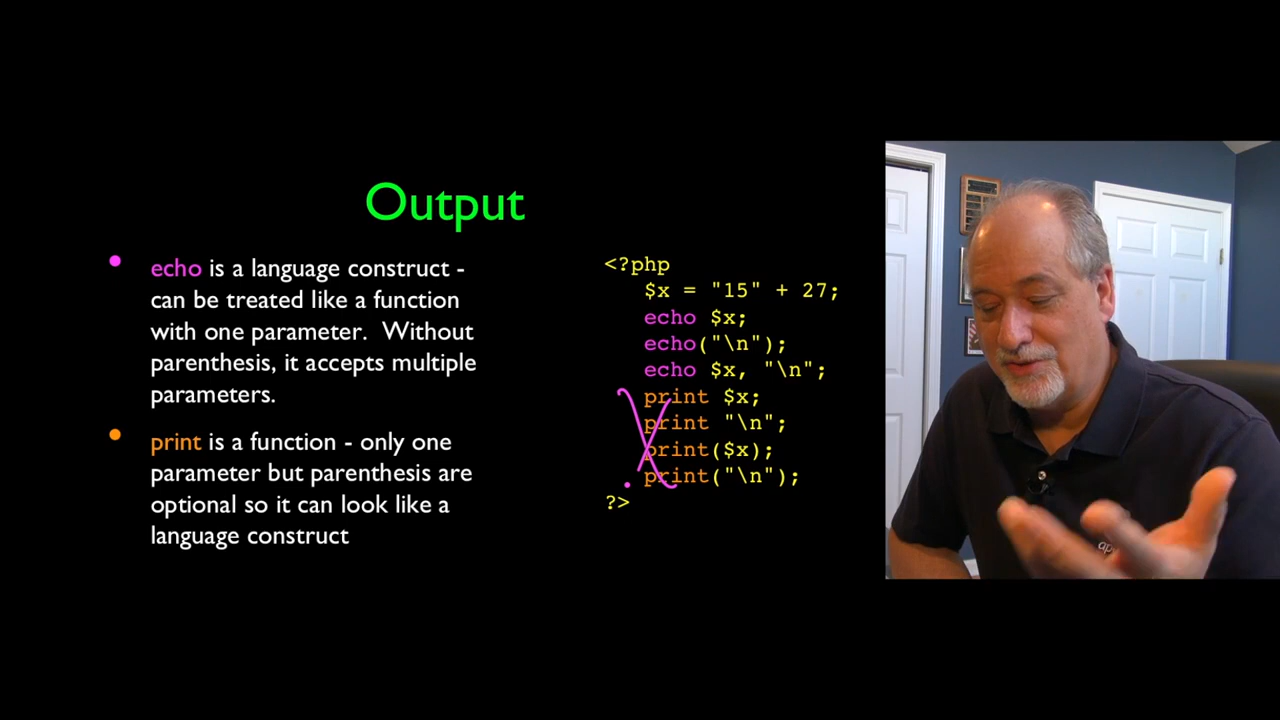 Output
echo is a language construct -
can be treated like a function
with one parameter. Without
parenthesis, it accepts multiple
parameters.
print is a function - only one
parameter but parenthesis are
optional so it can look like a
language construct
<?php
$x = "15" + 27;
echo $x;
echo("\n");
echo $x, "\n";
print $x;
print "\n";
print($x);
print("\n");
?>